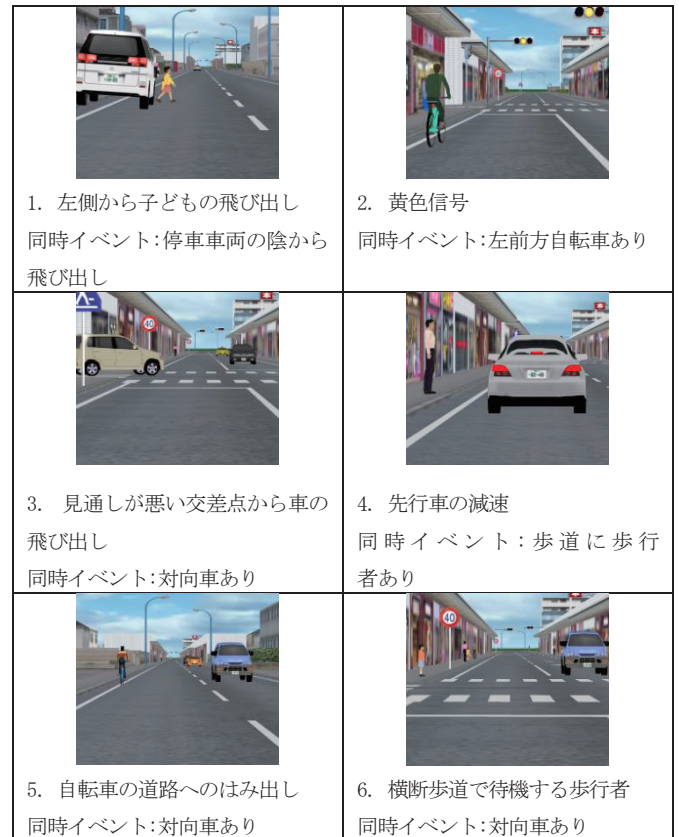 1. 左側から子どもの飛び出し
同時イベント:停車車両の陰から
飛び出し
2. 黄色信号
同時イベント:左前方自転車あり
40
3. 見通しが悪い交差点から車の
飛び出し
同時イベント:対向車あり
4. 先行車の減速
同時イベント:歩道に歩行
者あり
5. 自転車の道路へのはみ出し
同時イベント:対向車あり
40
6. 横断歩道で待機する歩行者
同時イベント:対向車あり